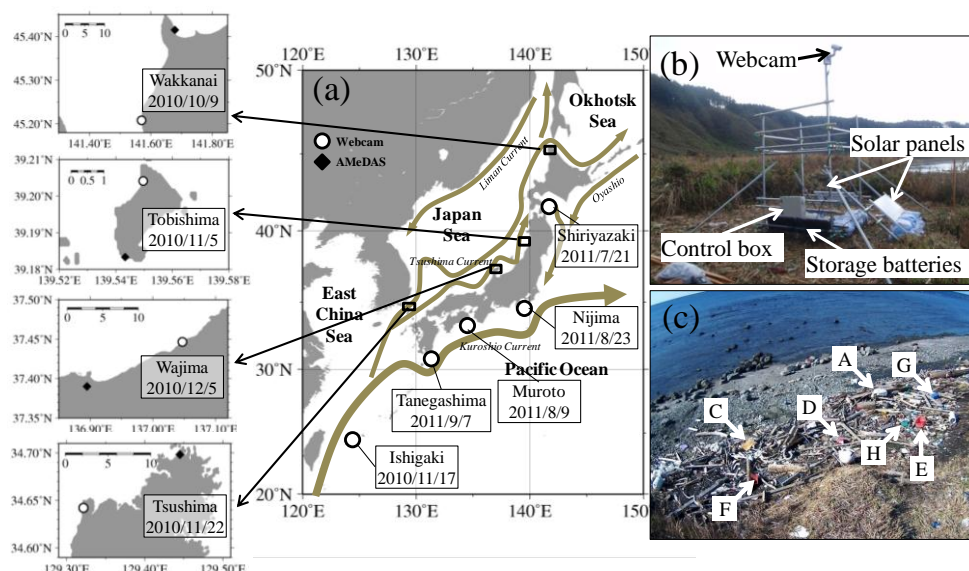 0 5 10
45.40°
45.20°
141.40° 141.60° 141.80°
Wakkanai
2010/10/9
39.21°
39.20°
39.19°
39.18°
139.52° 139.54° 139.56° 139.58°
0 .5 1
Tobishima
2010/11/5
37.50°
37.45°
37.40°
37.35°
136.90° 137.00° 137.10°
0 5 10
Wajima
2010/12/5
34.70°
34.65°
34.60°
129.30° 129.40° 129.50°
0 5 10
Tsushima
2010/11/22
120°E 130°E 140°E 150°E
50°N
40°N
30°N
20°N
120°E 130°E 140°E 150°E
(a)
Webcam
AMeDAS
Okhotsk
Sea
Liman Current
Oyashio
Japan
Sea
Shiriyazaki
2011/7/21
Tsushima Current
East
China
Sea
Nijima
2011/8/23
Kuroshio Current
Pacific Ocean
Tanegashima
2011/9/7
Muroto
2011/8/9
Ishigaki
2010/11/17
(b)
Webcam
Solar panels
Control box
Storage batteries
(c)
A
G
C
D
H
E
F